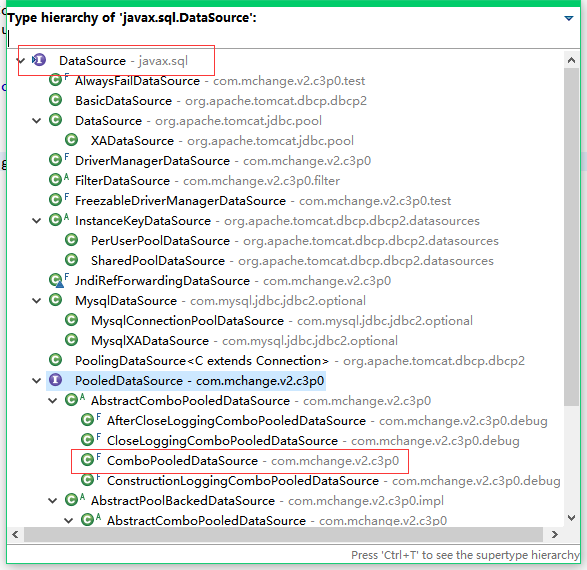 Type hierarchy of 'javax.sql.DataSource':
DataSource - javax.sql
AlwaysFailDataSource - com.mchange.v2.c3p0.test
BasicDataSource - org.apache.tomcat.dbcp.dbcp2
DataSource - org.apache.tomcat.jdbc.pool
XADataSource - org.apache.tomcat.jdbc.pool
DriverManagerDataSource - com.mchange.v2.c3p0
FilterDataSource - com.mchange.v2.c3p0.filter
FreezableDriverManagerDataSource - com.mchange.v2.c3p0.test
InstanceKeyDataSource - org.apache.tomcat.dbcp.dbcp2.datasources
PerUserPoolDataSource - org.apache.tomcat.dbcp.dbcp2.datasources
SharedPoolDataSource - org.apache.tomcat.dbcp.dbcp2.datasources
JndiRefForwardingDataSource - com.mchange.v2.c3p0
MysqlDataSource - com.mysql.jdbc.jdbc2.optional
MysqlConnectionPoolDataSource - com.mysql.jdbc.jdbc2.optional
MysqlXADataSource - com.mysql.jdbc.jdbc2.optional
PoolingDataSource<C extends Connection> - org.apache.tomcat.dbcp.dbcp2
PooledDataSource - com.mchange.v2.c3p0
AbstractComboPooledDataSource - com.mchange.v2.c3p0
AfterCloseLoggingComboPooledDataSource - com.mchange.v2.c3p0.debug
CloseLoggingComboPooledDataSource - com.mchange.v2.c3p0.debug
ComboPooledDataSource - com.mchange.v2.c3p0
ConstructionLoggingComboPooledDataSource - com.mchange.v2.c3p0.debug
AbstractPoolBackedDataSource - com.mchange.v2.c3p0.impl
AbstractComboPooledDataSource - com.mchange.v2.c3p0
Press 'Ctrl+T' to see the supertype hierarchy